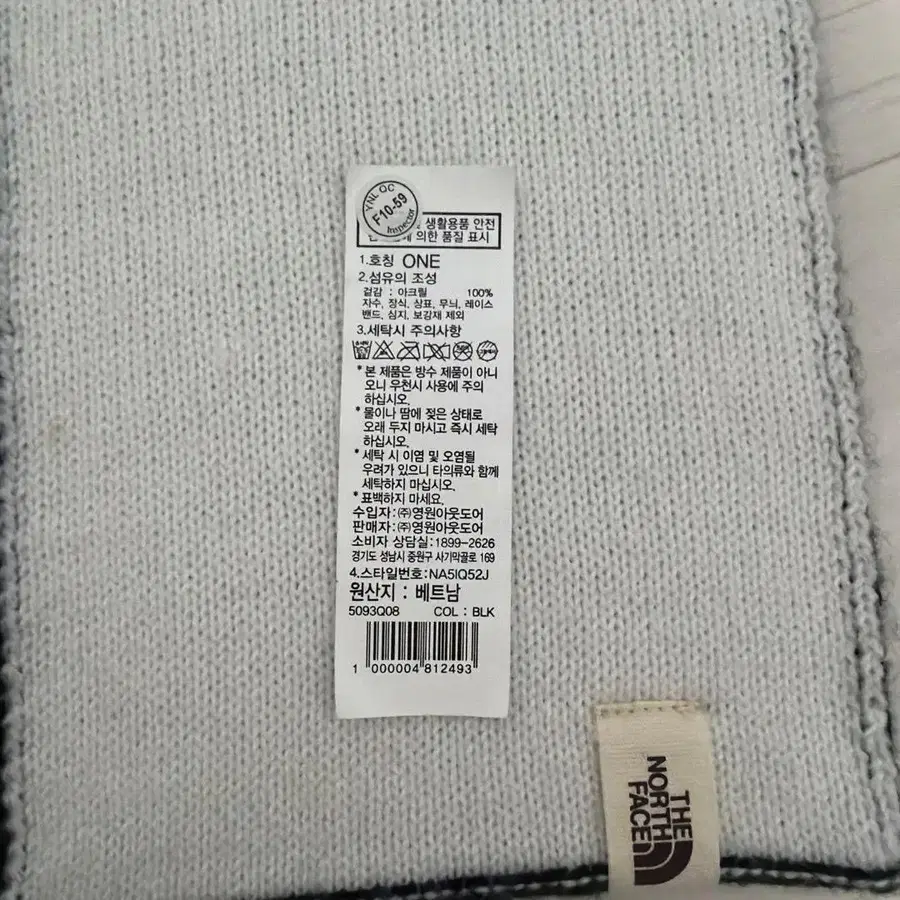 YNL QC
F10-59
Inspector
생활용품 안전
에 의한 품질 표시
1.호칭 ONE
2.섬유의 조성
겉감 : 아크릴 100%
자수, 장식, 상표, 무늬, 레이스
밴드, 심지, 보강재 제외
3.세탁시 주의사항
* 본 제품은 방수 제품이 아니
오니 우천시 사용에 주의
하십시오.
* 물이나 땀에 젖은 상태로
오래 두지 마시고 즉시 세탁
하십시오.
* 세탁 시 이염 및 오염될
우려가 있으니 타의류와 함께
세탁하지 마십시오.
* 표백하지 마세요.
수입자:㈜영원아웃도어
판매자:㈜영원아웃도어
소비자 상담실:1899-2626
경기도 성남시 중원구 사기막골로 169
4.스타일번호:NA5IQ52J
원산지 : 베트남
5093Q08 COL : BLK
1 000004 812493
THE
NORTH
FACE